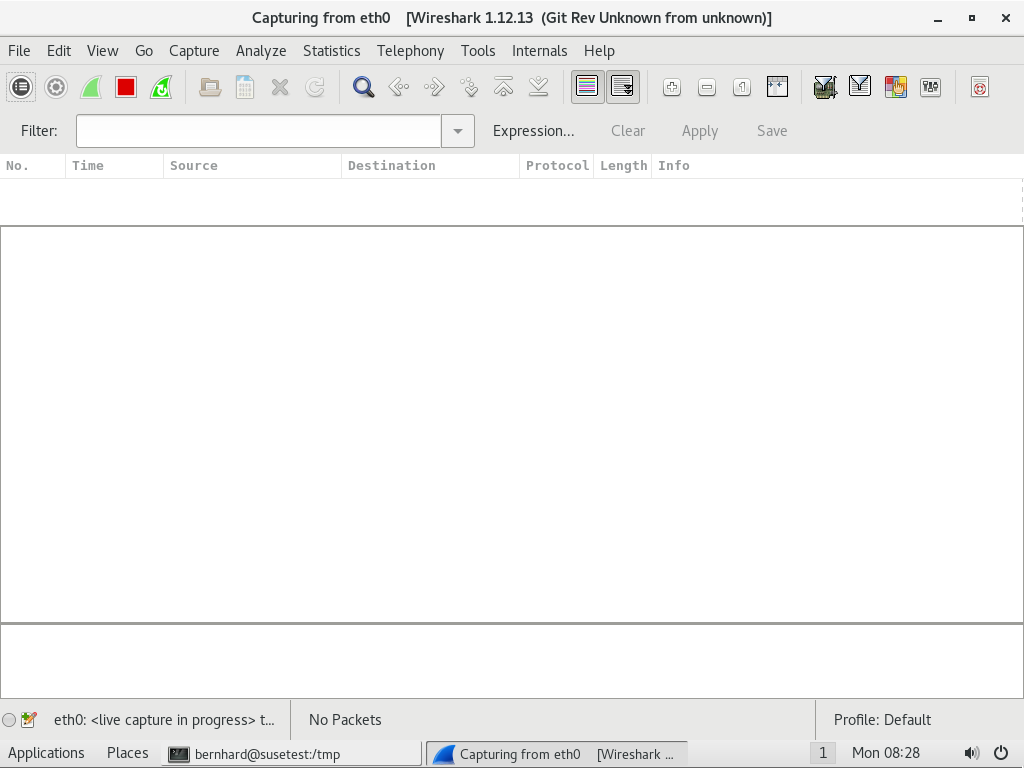 Capturing from eth0 [Wireshark 1.12.13 (Git Rev Unknown from unknown)]
File Edit View Go Capture Analyze Statistics Telephony Tools Internals Help
Filter: Expression... Clear Apply Save
No. Time Source Destination Protocol Length Info
eth0: <live capture in progress> t... No Packets Profile: Default
Applications Places bernhard@susetest:/tmp Capturing from eth0 [Wireshark ... 1 Mon 08:28